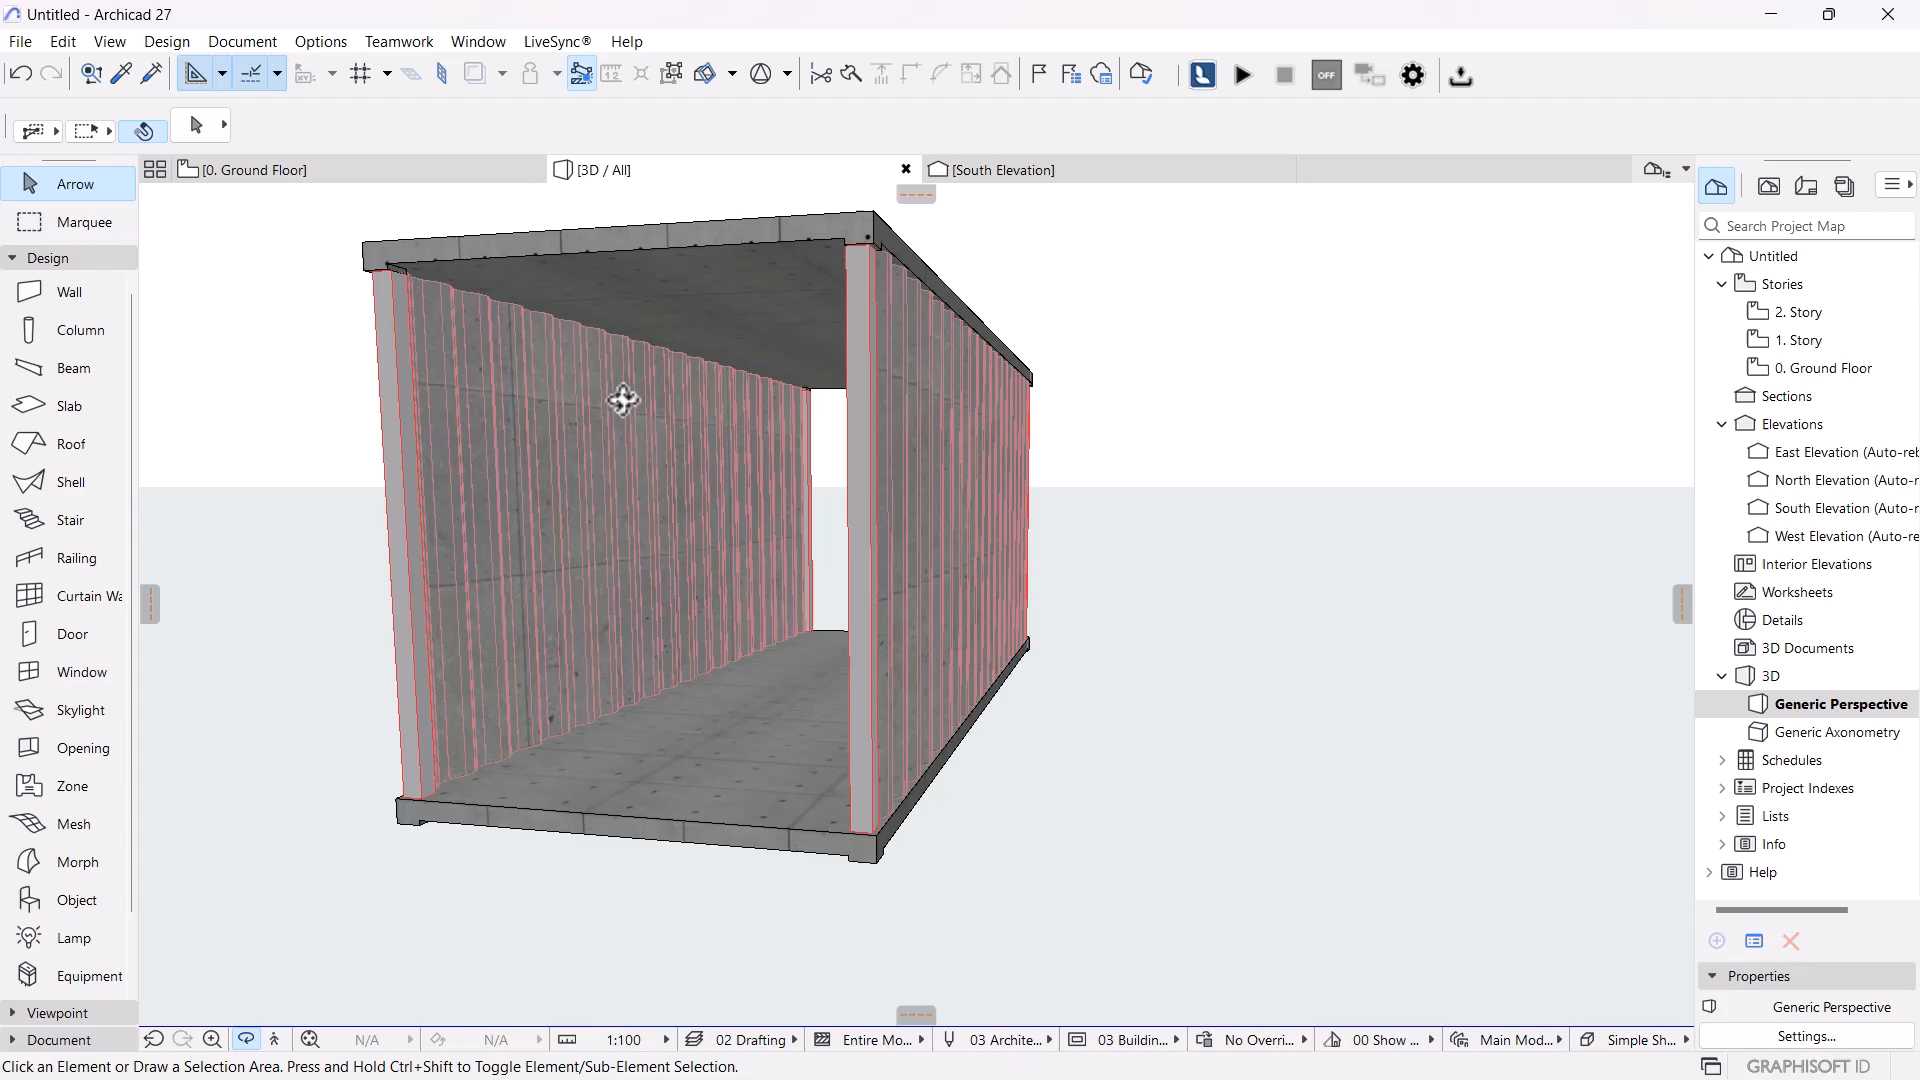 Untitled - Archicad 27
File Edit View Design Document Options Teamwork Window LiveSync® Help
OFF
[0. Ground Floor] [3D / All] [South Elevation]
Arrow
Marquee
Design
Wall
Column
Beam
Slab
Roof
Shell
Stair
Railing
Curtain Wa
Door
Window
Skylight
Opening
Zone
Mesh
Morph
Object
Lamp
Equipment
Viewpoint
Document
Search Project Map
Untitled
Stories
2. Story
1. Story
0. Ground Floor
Sections
Elevations
East Elevation (Auto-reb
North Elevation (Auto-r
South Elevation (Auto-r
West Elevation (Auto-re
Interior Elevations
Worksheets
Details
3D Documents
3D
Generic Perspective
Generic Axonometry
Schedules
Project Indexes
Lists
Info
Help
Properties
Generic Perspective
Settings...
N/A N/A 1:100 02 Drafting Entire Mo... 03 Archite... 03 Buildin... No Overri... 00 Show ... Main Mod... Simple Sh...
Click an Element or Draw a Selection Area. Press and Hold Ctrl+Shift to Toggle Element/Sub-Element Selection.
GRAPHISOFT ID